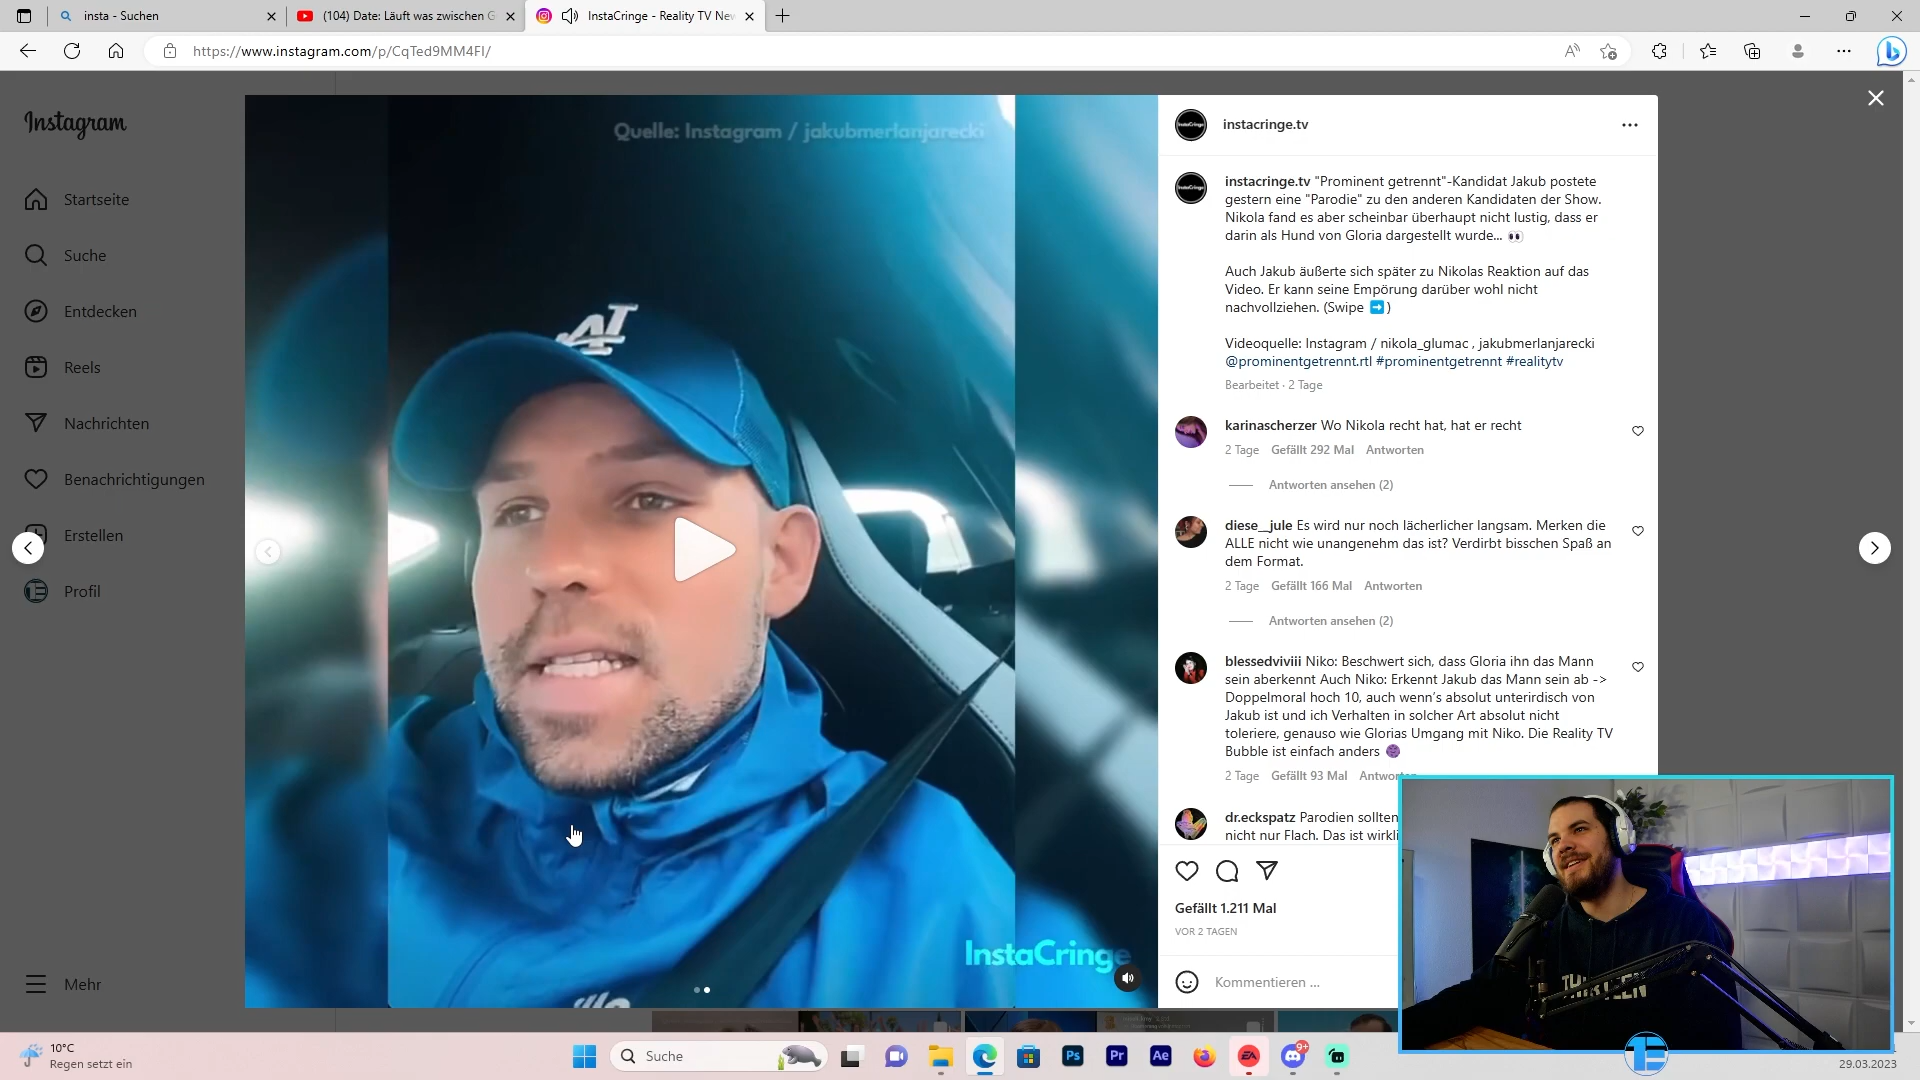 insta - Suchen
(104) Date: Läuft was zwischen G
InstaCringe - Reality TV New
https://www.instagram.com/p/CqTed9MM4FI/
Instagram
Startseite
Suche
Entdecken
Reels
Nachrichten
Benachrichtigungen
Erstellen
Profil
Mehr
Quelle: Instagram / jakubmerlanjarecki
InstaCringe
instacringe.tv
instacringe.tv "Prominent getrennt"-Kandidat Jakub postete
gestern eine "Parodie" zu den anderen Kandidaten der Show.
Nikola fand es aber scheinbar überhaupt nicht lustig, dass er
darin als Hund von Gloria dargestellt wurde... 👀
Auch Jakub äußerte sich später zu Nikolas Reaktion auf das
Video. Er kann seine Empörung darüber wohl nicht
nachvollziehen. (Swipe ➡️)
Videoquelle: Instagram / nikola_glumac , jakubmerlanjarecki
@prominentgetrennt.rtl #prominentgetrennt #realitytv
Bearbeitet · 2 Tage
karinascherzer Wo Nikola recht hat, hat er recht
2 Tage Gefällt 292 Mal Antworten
Antworten ansehen (2)
diese__jule Es wird nur noch lächerlicher langsam. Merken die
ALLE nicht wie unangenehm das ist? Verdirbt bisschen Spaß an
dem Format.
2 Tage Gefällt 166 Mal Antworten
Antworten ansehen (2)
blessedviviii Niko: Beschwert sich, dass Gloria ihn das Mann
sein aberkennt Auch Niko: Erkennt Jakub das Mann sein ab ->
Doppelmoral hoch 10, auch wenn's absolut unterirdisch von
Jakub ist und ich Verhalten in solcher Art absolut nicht
toleriere, genauso wie Glorias Umgang mit Niko. Die Reality TV
Bubble ist einfach anders
2 Tage Gefällt 93 Mal Antworten
dr.eckspatz Parodien sollten
nicht nur Flach. Das ist wirkli
Gefällt 1.211 Mal
VOR 2 TAGEN
Kommentieren ...
10°C
Regen setzt ein
Suche
Ps
Pr
Ae
EA
9+
29.03.2023